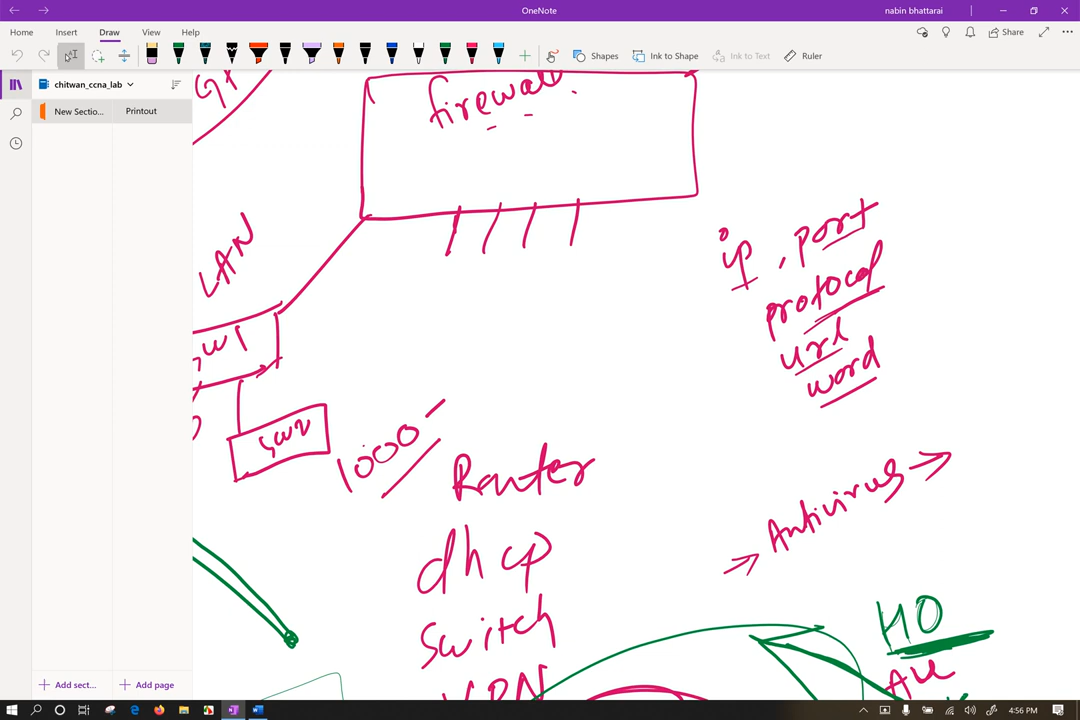 OneNote
nabin bhattarai
Home
Insert
Draw
View
Help
Share
Shapes
Ink to Shape
Ink to Text
Ruler
chitwan_ccna_lab
New Sectio...
Printout
firewall
LAN
ip, port
protocol
url
word
SW1
SW2
1000
Router
dhcp
Switch
VPN
Antivirus
HO
Add sect...
Add page
4:56 PM